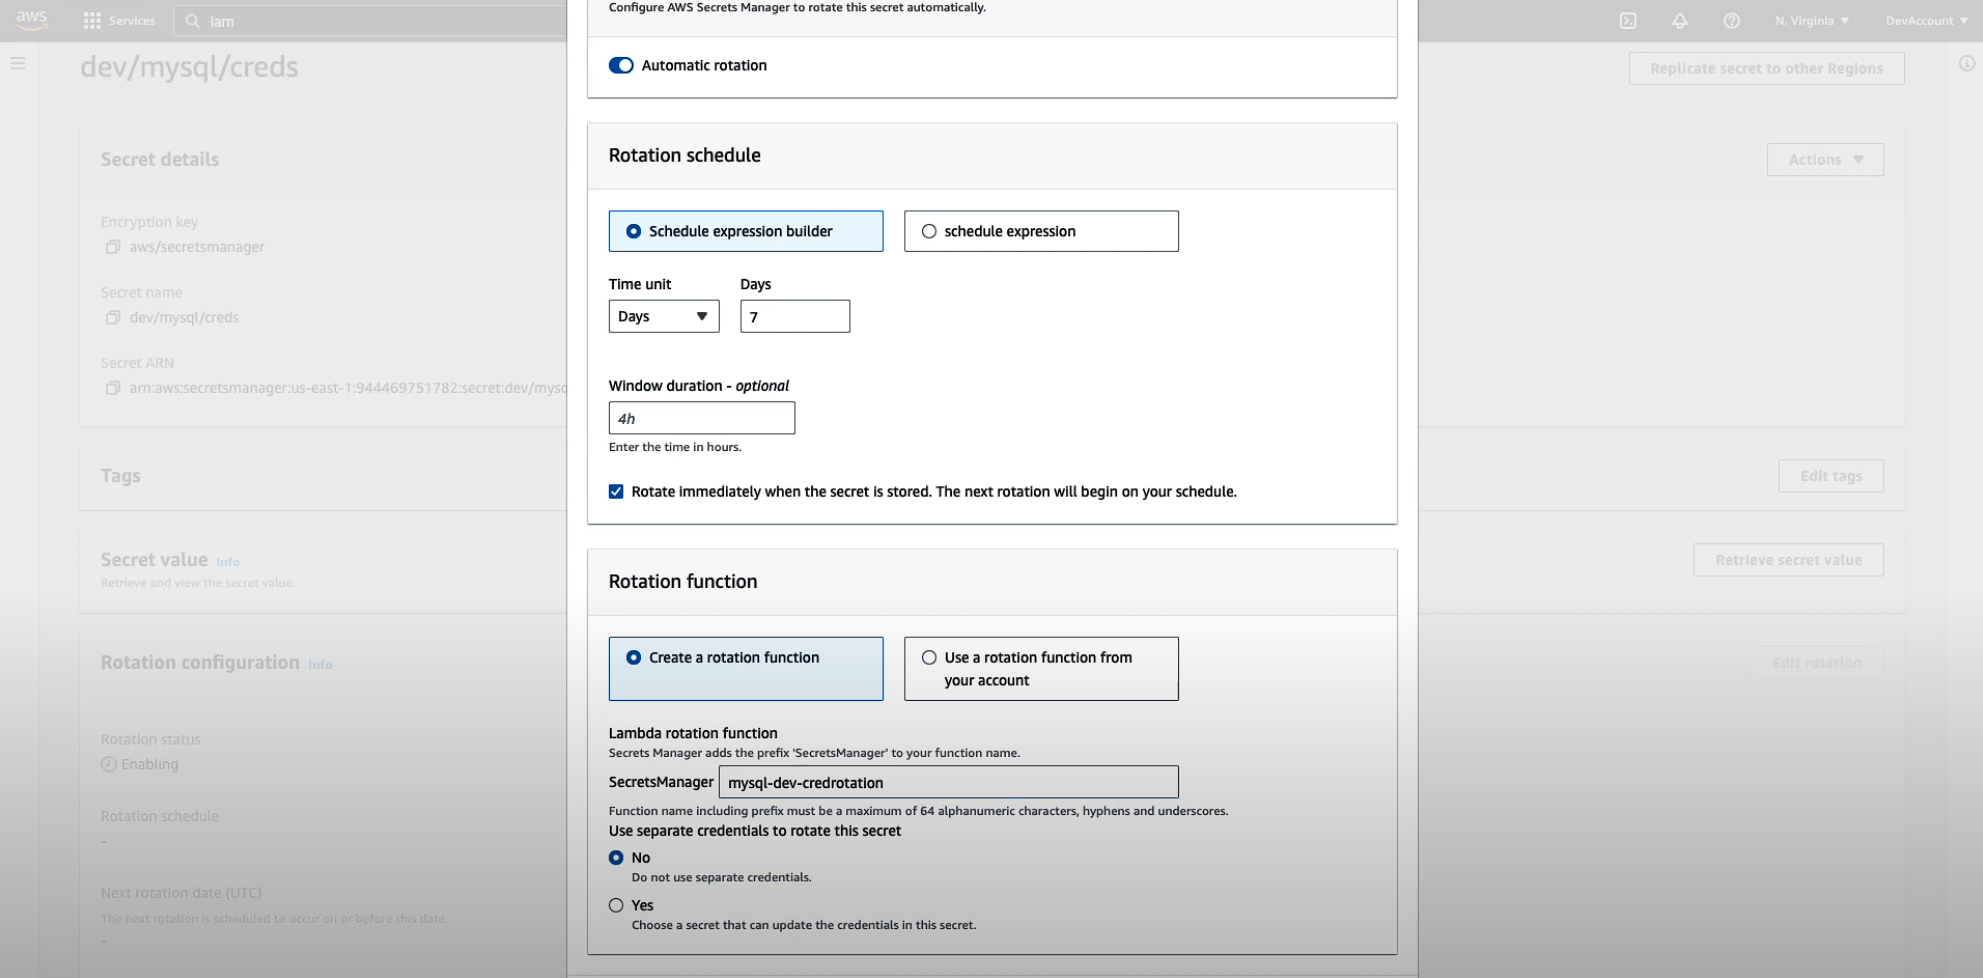 aws
Services
iam
N. Virginia
DevAccount
dev/mysql/creds
Replicate secret to other Regions
Secret details
Actions
Encryption key
aws/secretsmanager
Secret name
dev/mysql/creds
Secret ARN
arn:aws:secretsmanager:us-east-1:944469751782:secret:dev/mysq
Tags
Edit tags
Secret value Info
Retrieve and view the secret value.
Retrieve secret value
Rotation configuration Info
Edit rotation
Rotation status
Enabling
Rotation schedule
-
Next rotation date (UTC)
The next rotation is scheduled to occur on or before this date.
-
Configure AWS Secrets Manager to rotate this secret automatically.
Automatic rotation
Rotation schedule
Schedule expression builder
schedule expression
Time unit
Days
Days
7
Window duration - optional
4h
Enter the time in hours.
Rotate immediately when the secret is stored. The next rotation will begin on your schedule.
Rotation function
Create a rotation function
Use a rotation function from
your account
Lambda rotation function
Secrets Manager adds the prefix 'SecretsManager' to your function name.
SecretsManager mysql-dev-credrotation
Function name including prefix must be a maximum of 64 alphanumeric characters, hyphens and underscores.
Use separate credentials to rotate this secret
No
Do not use separate credentials.
Yes
Choose a secret that can update the credentials in this secret.